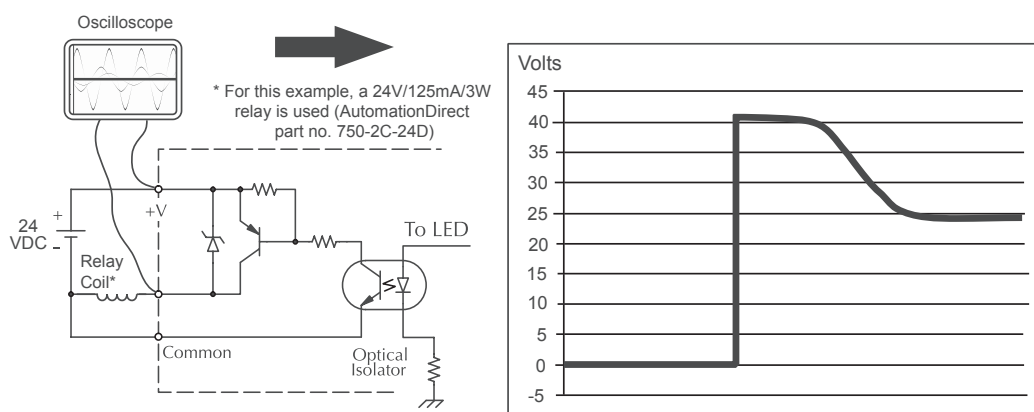 Oscilloscope
* For this example, a 24V/125mA/3W
relay is used (AutomationDirect
part no. 750-2C-24D)
+
24
VDC
-
+V
Relay
Coil*
To LED
Common
Optical
Isolator
Volts
45
40
35
30
25
20
15
10
5
0
-5